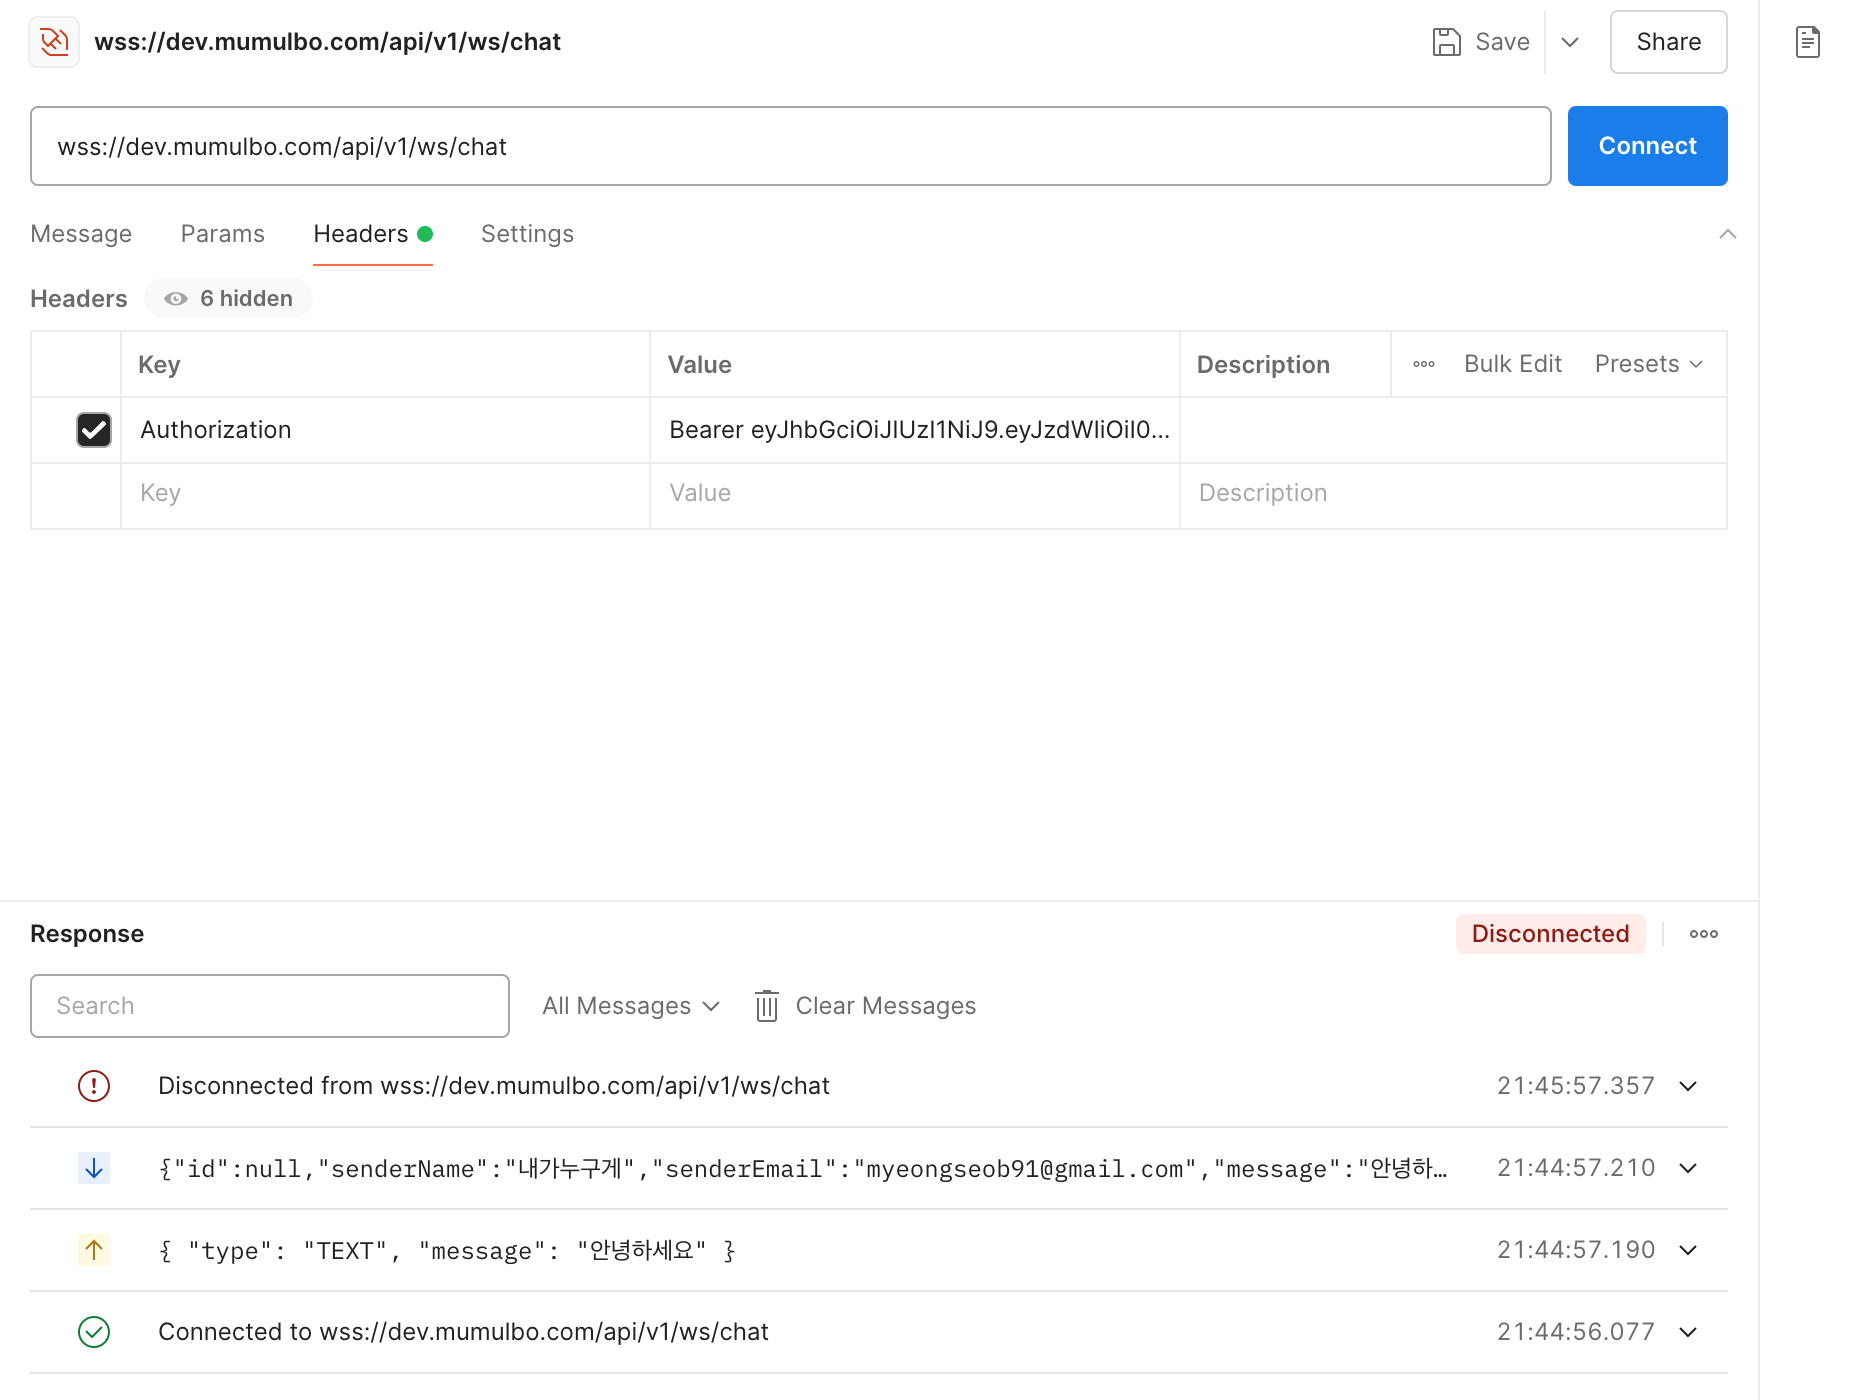 wss://dev.mumulbo.com/api/v1/ws/chat
Save
Share
wss://dev.mumulbo.com/api/v1/ws/chat
Connect
Message Params Headers Settings
Headers 6 hidden
Key Value Description Bulk Edit Presets
Authorization Bearer eyJhbGciOiJIUzI1NiJ9.eyJzdWIiOiI0...
Key Value Description
Response Disconnected
Search All Messages Clear Messages
Disconnected from wss://dev.mumulbo.com/api/v1/ws/chat 21:45:57.357
{"id":null,"senderName":"내가누구게","senderEmail":"myeongseob91@gmail.com","message":"안녕하... 21:44:57.210
{ "type": "TEXT", "message": "안녕하세요" } 21:44:57.190
Connected to wss://dev.mumulbo.com/api/v1/ws/chat 21:44:56.077